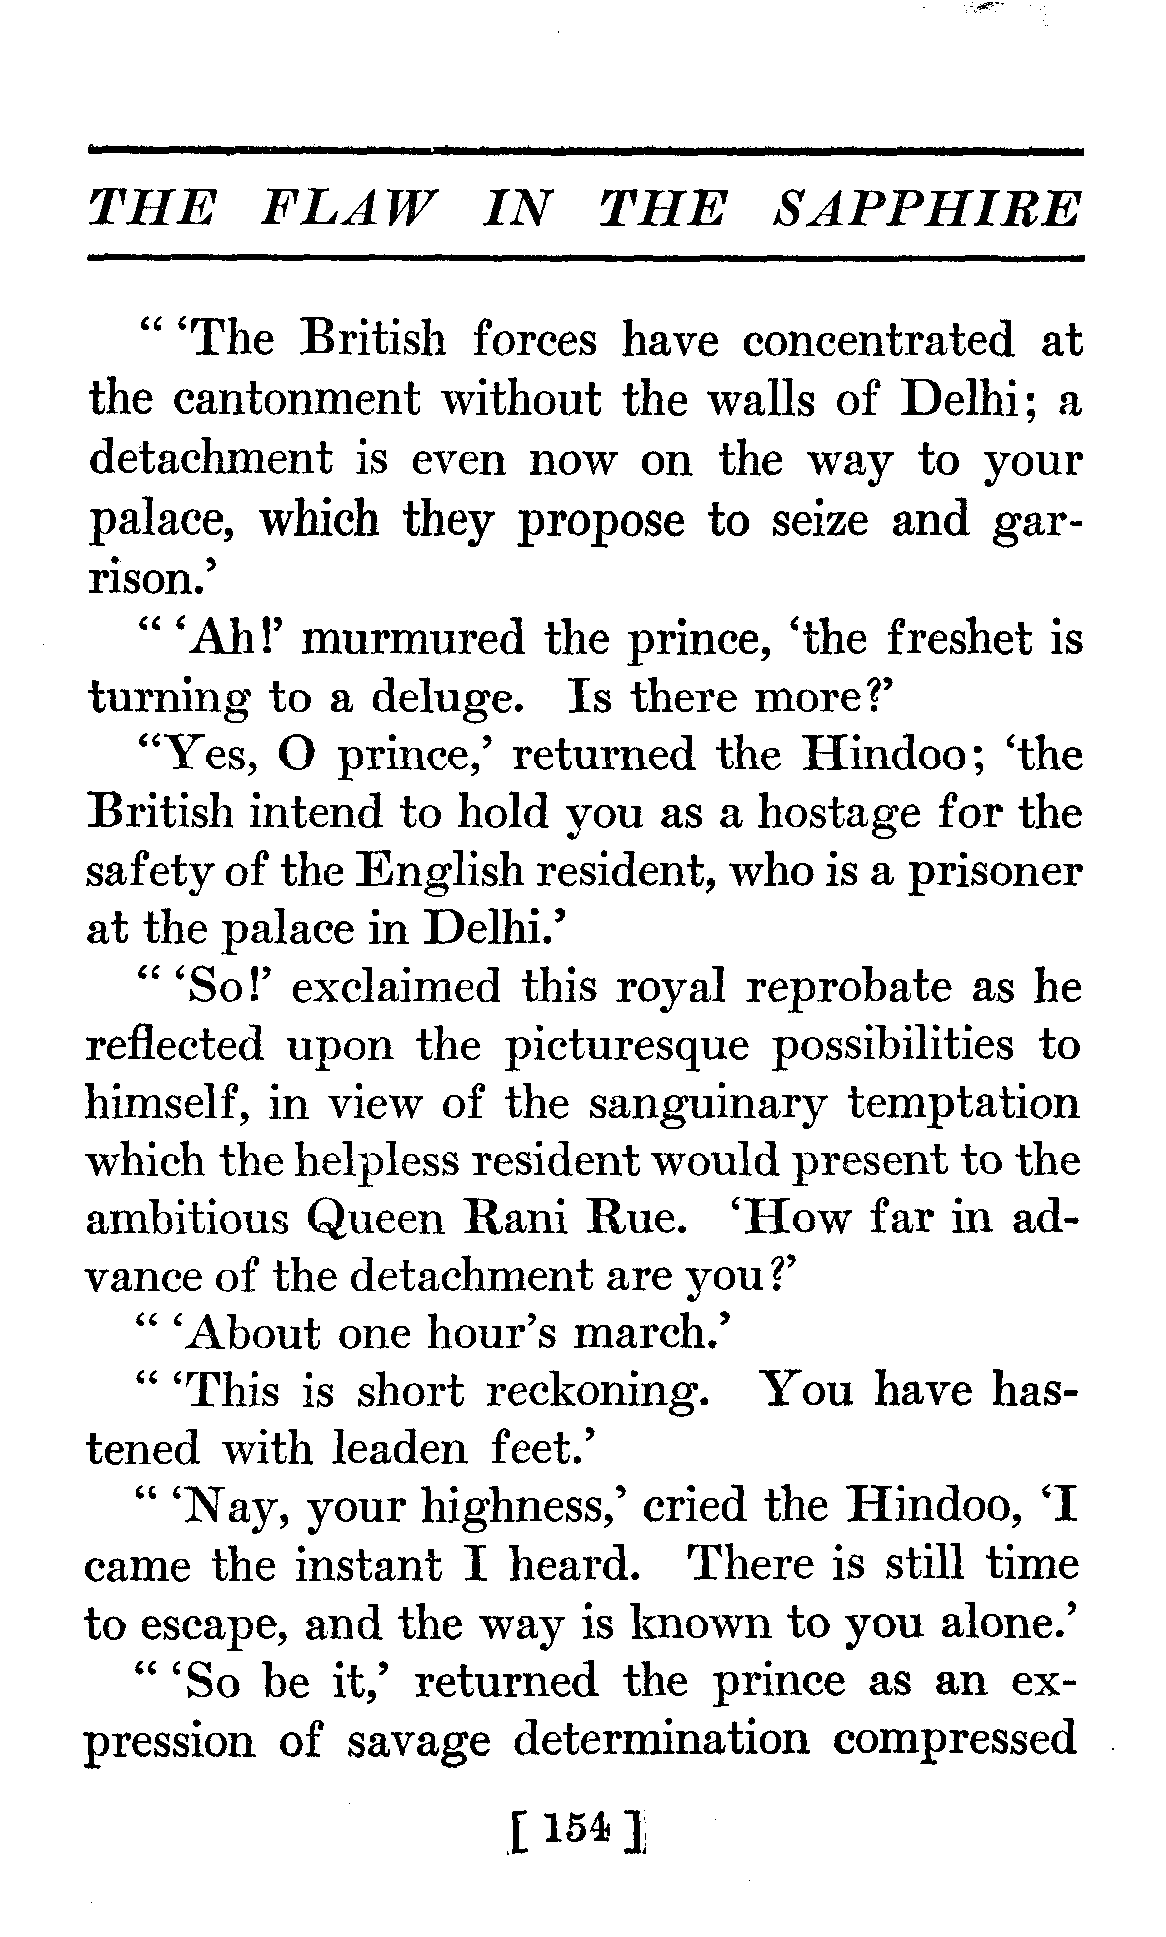 THE FLAW IN THE SAPPHIRE
“ ‘The British forces have concentrated at
the cantonment without the walls of Delhi; a
detachment is even now on the way to your
palace, which they propose to seize and gar-
rison.’
“ ‘Ah!’ murmured the prince, ‘the freshet is
turning to a deluge. Is there more?’
“Yes, O prince,’ returned the Hindoo; ‘the
British intend to hold you as a hostage for the
safety of the English resident, who is a prisoner
at the palace in Delhi.’
“ ‘So!’ exclaimed this royal reprobate as he
reflected upon the picturesque possibilities to
himself, in view of the sanguinary temptation
which the helpless resident would present to the
ambitious Queen Rani Rue. ‘How far in ad-
vance of the detachment are you?’
“ ‘About one hour’s march.’
“ ‘This is short reckoning. You have has-
tened with leaden feet.’
“ ‘Nay, your highness,’ cried the Hindoo, ‘I
came the instant I heard. There is still time
to escape, and the way is known to you alone.’
“ ‘So be it,’ returned the prince as an ex-
pression of savage determination compressed
[ 154 ]